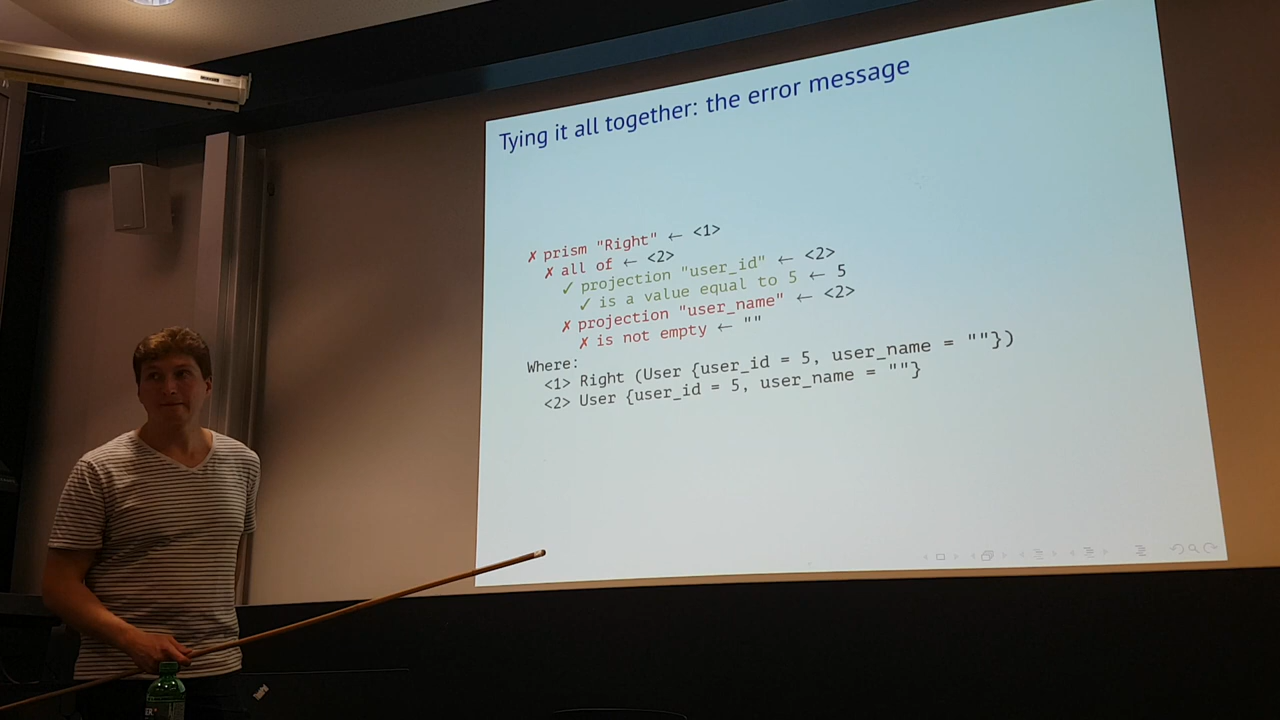 Tying it all together: the error message
✗ prism "Right" ← <1>
✗ all of ← <2>
✓ projection "user_id" ← <2>
✓ is a value equal to 5 ← 5
✗ projection "user_name" ← <2>
✗ is not empty ← ""
Where:
<1> Right (User {user_id = 5, user_name = ""})
<2> User {user_id = 5, user_name = ""}